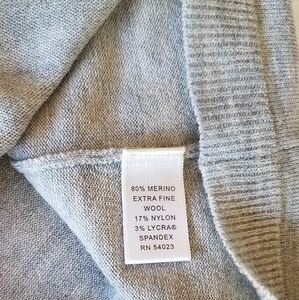 80% MERINO
EXTRA FINE
WOOL
17% NYLON
3% LYCRA®
SPANDEX
RN 54023